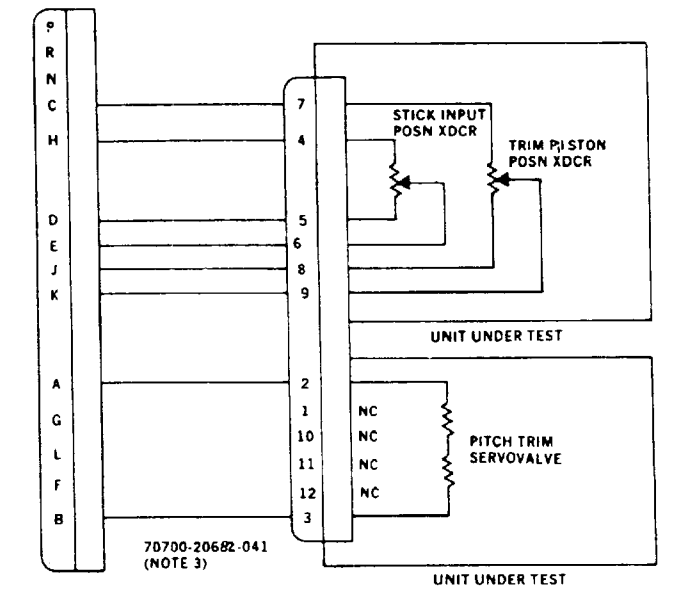 P
R
N
C
H
D
E
J
K
A
G
L
F
B
7
4
5
6
8
9
2
1 NC
10 NC
11 NC
12 NC
3
STICK INPUT
POSN XDCR
TRIM PISTON
POSN XDCR
UNIT UNDER TEST
PITCH TRIM
SERVOVALVE
70700-20682-041
(NOTE 3)
UNIT UNDER TEST